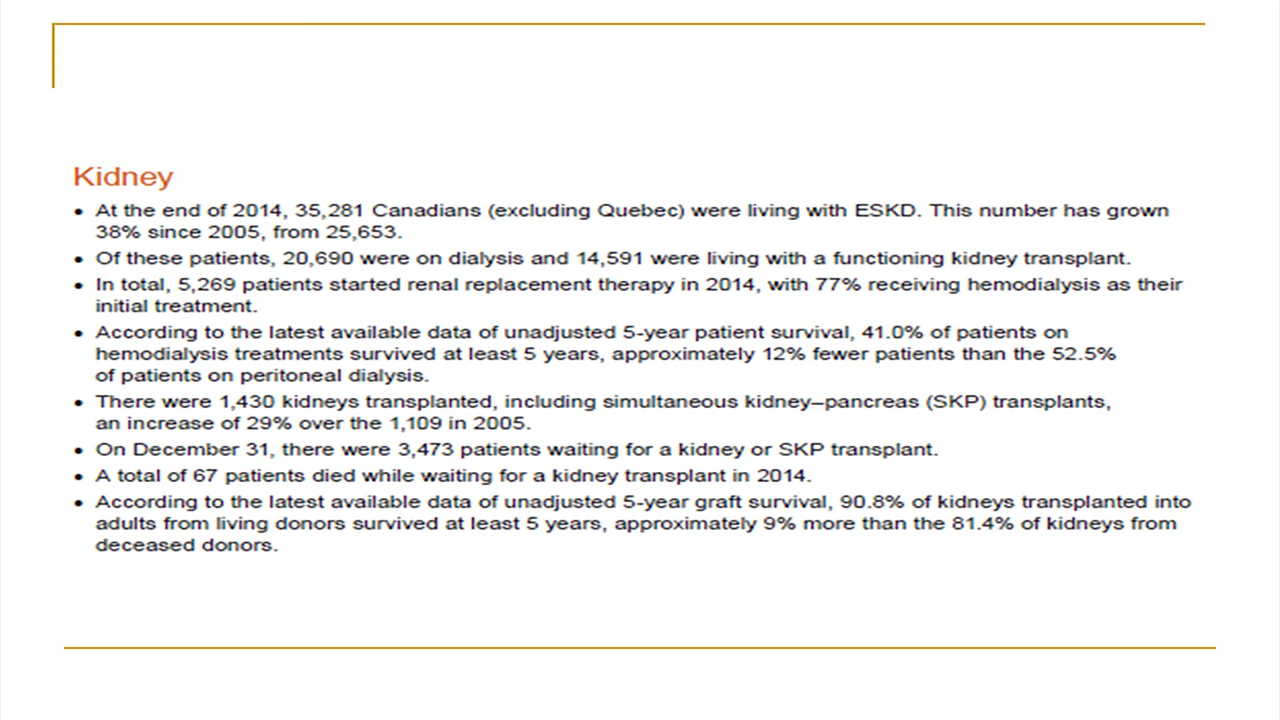 Kidney
• At the end of 2014, 35,281 Canadians (excluding Quebec) were living with ESKD. This number has grown
38% since 2005, from 25,653.
• Of these patients, 20,690 were on dialysis and 14,591 were living with a functioning kidney transplant.
• In total, 5,269 patients started renal replacement therapy in 2014, with 77% receiving hemodialysis as their
initial treatment.
• According to the latest available data of unadjusted 5-year patient survival, 41.0% of patients on
hemodialysis treatments survived at least 5 years, approximately 12% fewer patients than the 52.5%
of patients on peritoneal dialysis.
• There were 1,430 kidneys transplanted, including simultaneous kidney–pancreas (SKP) transplants,
an increase of 29% over the 1,109 in 2005.
• On December 31, there were 3,473 patients waiting for a kidney or SKP transplant.
• A total of 67 patients died while waiting for a kidney transplant in 2014.
• According to the latest available data of unadjusted 5-year graft survival, 90.8% of kidneys transplanted into
adults from living donors survived at least 5 years, approximately 9% more than the 81.4% of kidneys from
deceased donors.